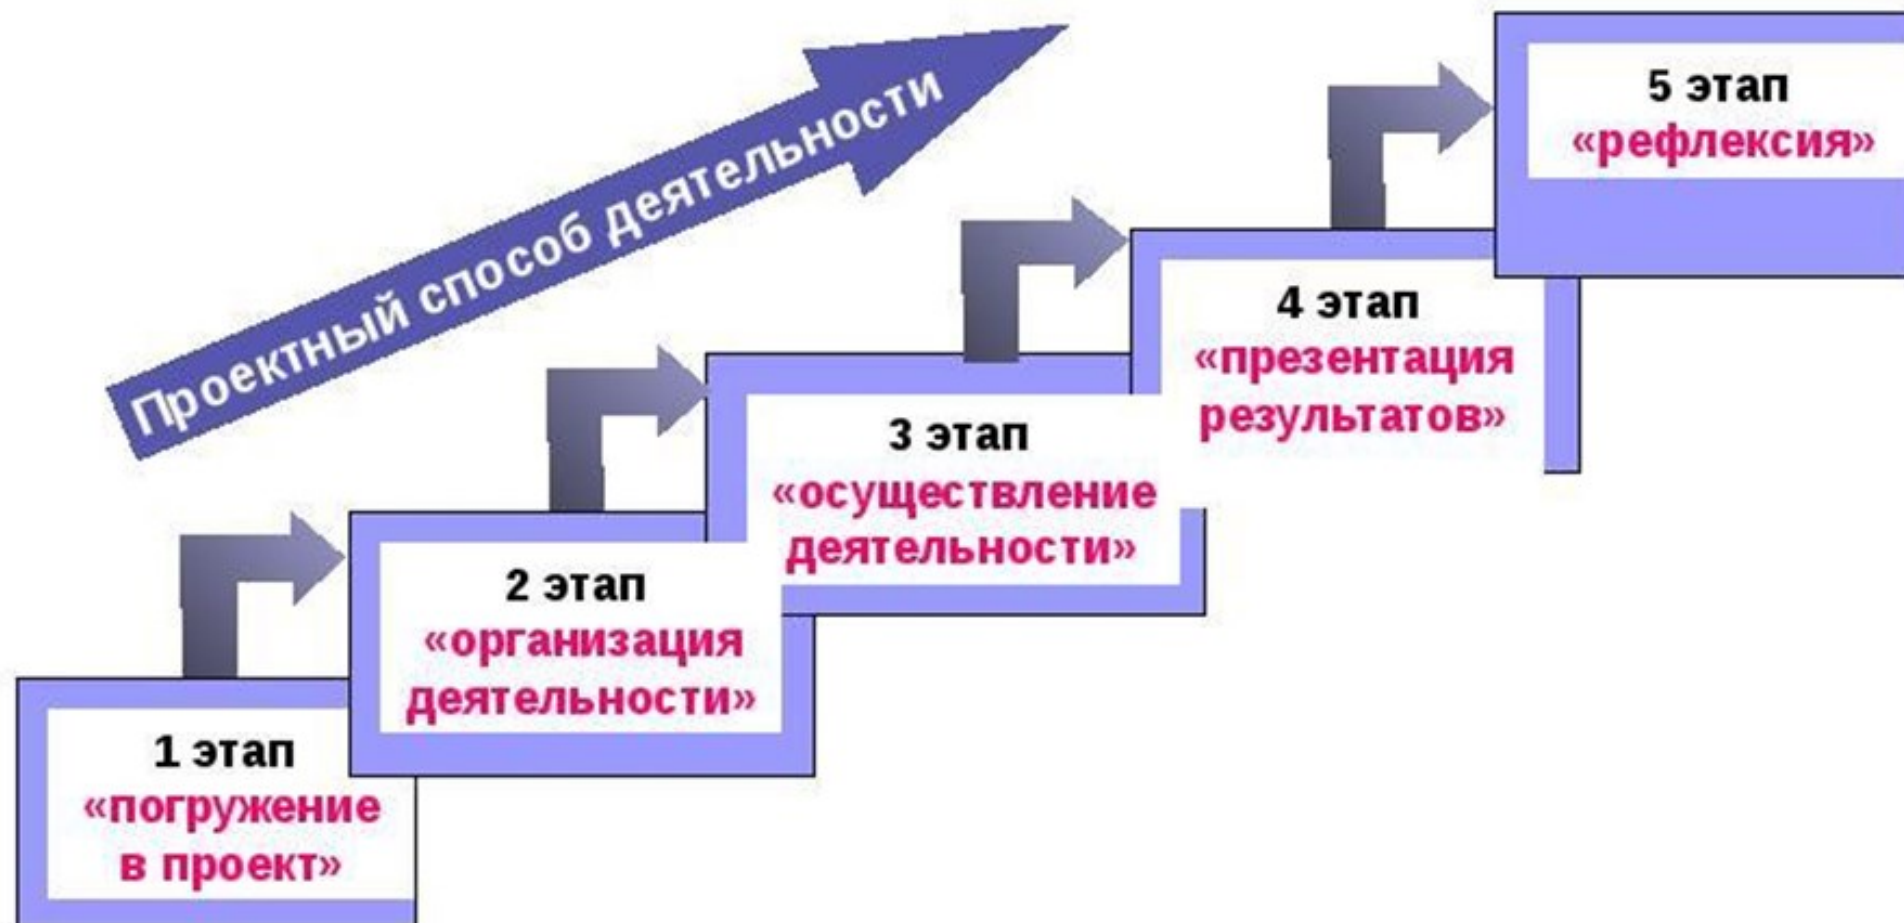 Проектный способ деятельности
1 этап
«погружение
в проект»
2 этап
«организация
деятельности»
3 этап
«осуществление
деятельности»
4 этап
«презентация
результатов»
5 этап
«рефлексия»